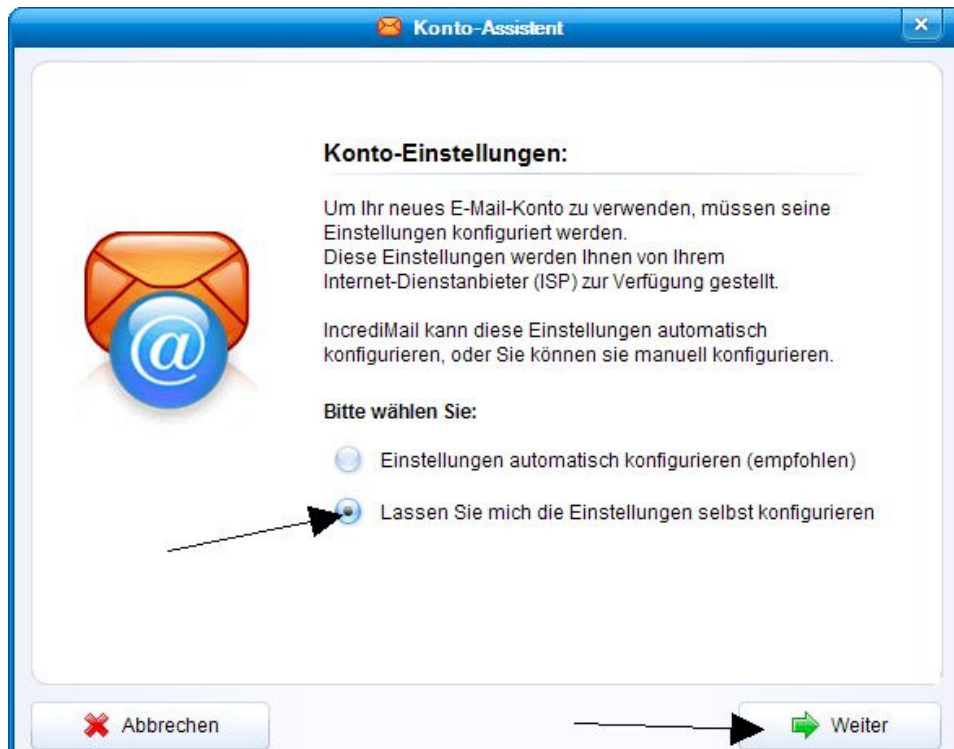 Konto-Assistent
Konto-Einstellungen:
Um Ihr neues E-Mail-Konto zu verwenden, müssen seine
Einstellungen konfiguriert werden.
Diese Einstellungen werden Ihnen von Ihrem
Internet-Dienstanbieter (ISP) zur Verfügung gestellt.
IncrediMail kann diese Einstellungen automatisch
konfigurieren, oder Sie können sie manuell konfigurieren.
Bitte wählen Sie:
Einstellungen automatisch konfigurieren (empfohlen)
Lassen Sie mich die Einstellungen selbst konfigurieren
Abbrechen
Weiter